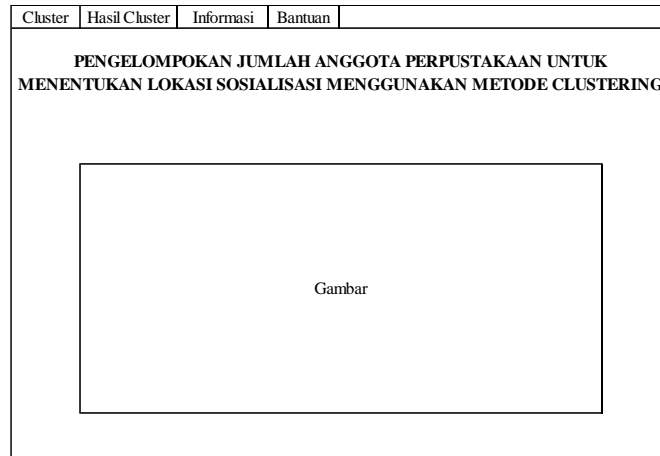 Cluster Hasil Cluster Informasi Bantuan
PENGELOMPOKAN JUMLAH ANGGOTA PERPUSTAKAAN UNTUK
MENENTUKAN LOKASI SOSIALISASI MENGGUNAKAN METODE CLUSTERING
Gambar